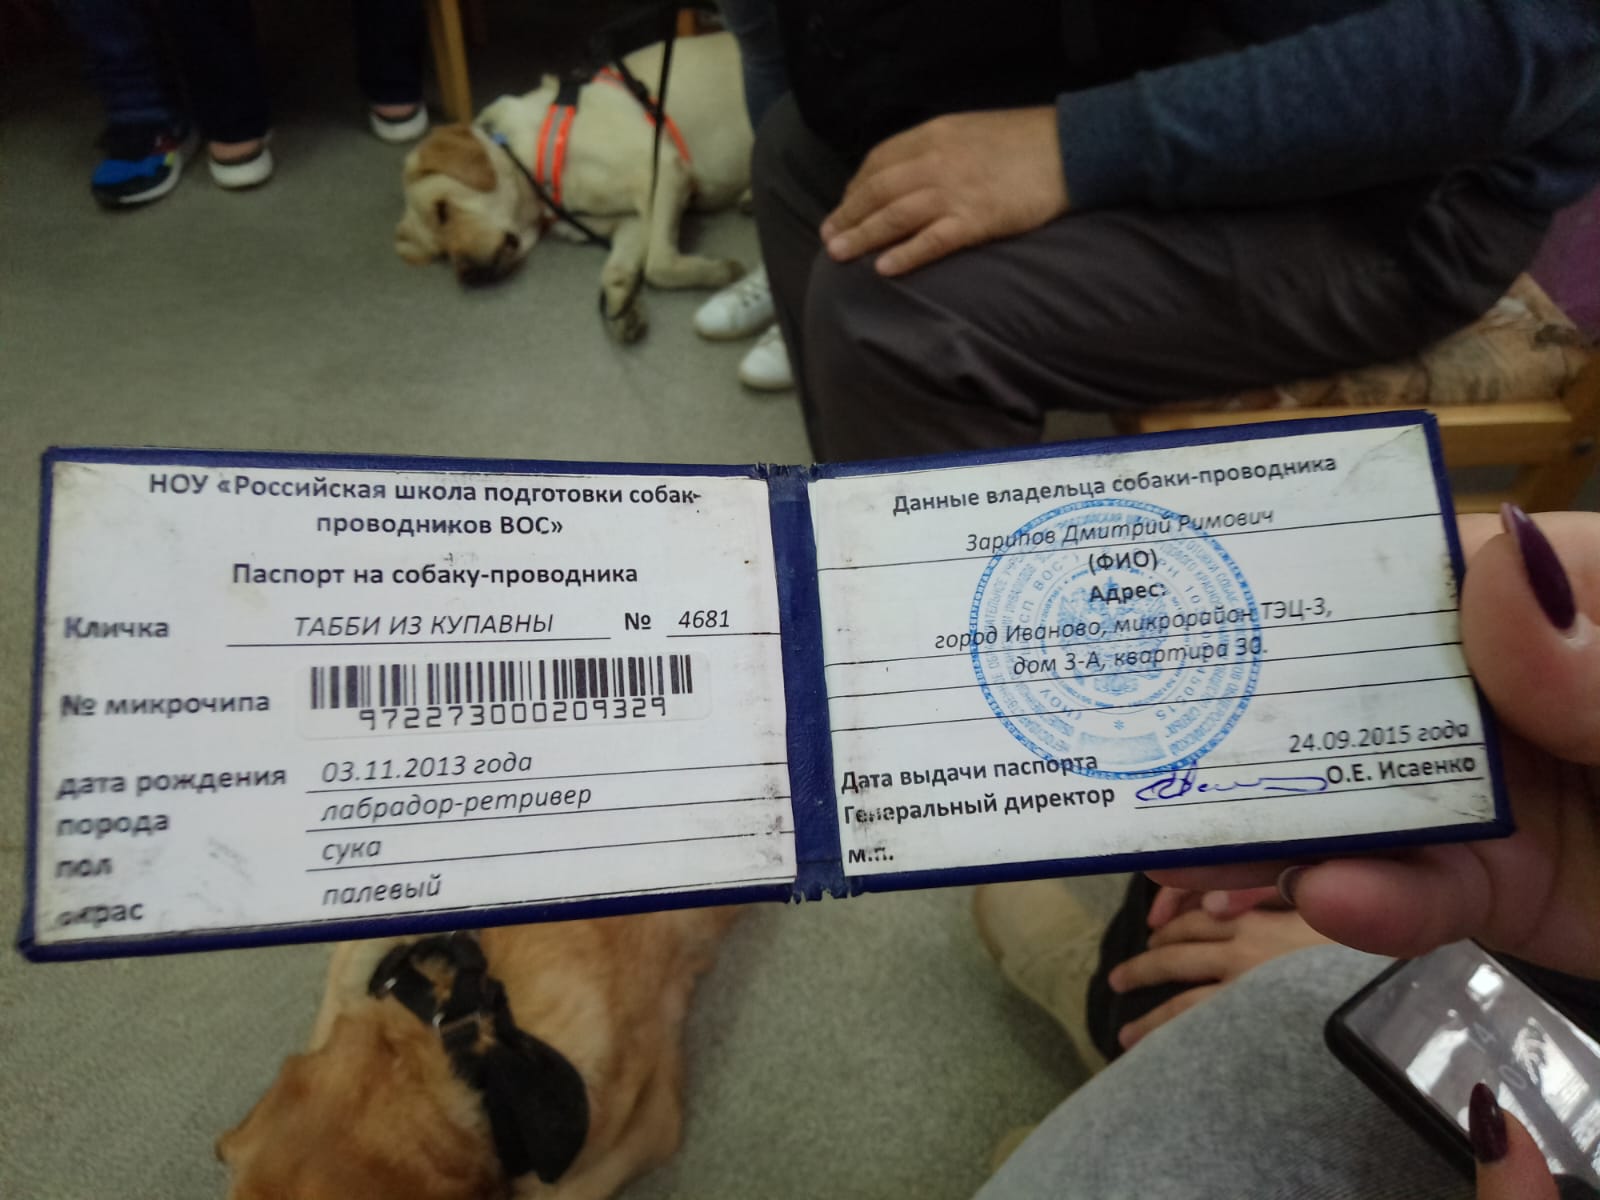 НОУ «Российская школа подготовки собак-
проводников ВОС»
Паспорт на собаку-проводника
Кличка ТАББИ ИЗ КУПАВНЫ № 4681
№ микрочипа
972273000209329
дата рождения 03.11.2013 года
порода лабрадор-ретривер
пол сука
окрас палевый
Данные владельца собаки-проводника
Зарипов Дмитрий Римович
(ФИО)
Адрес:
город Иваново, микрорайон ТЭЦ-3,
дом 3-А, квартира 30.
Дата выдачи паспорта 24.09.2015 года
Генеральный директор О.Е. Исаенко
м.п.